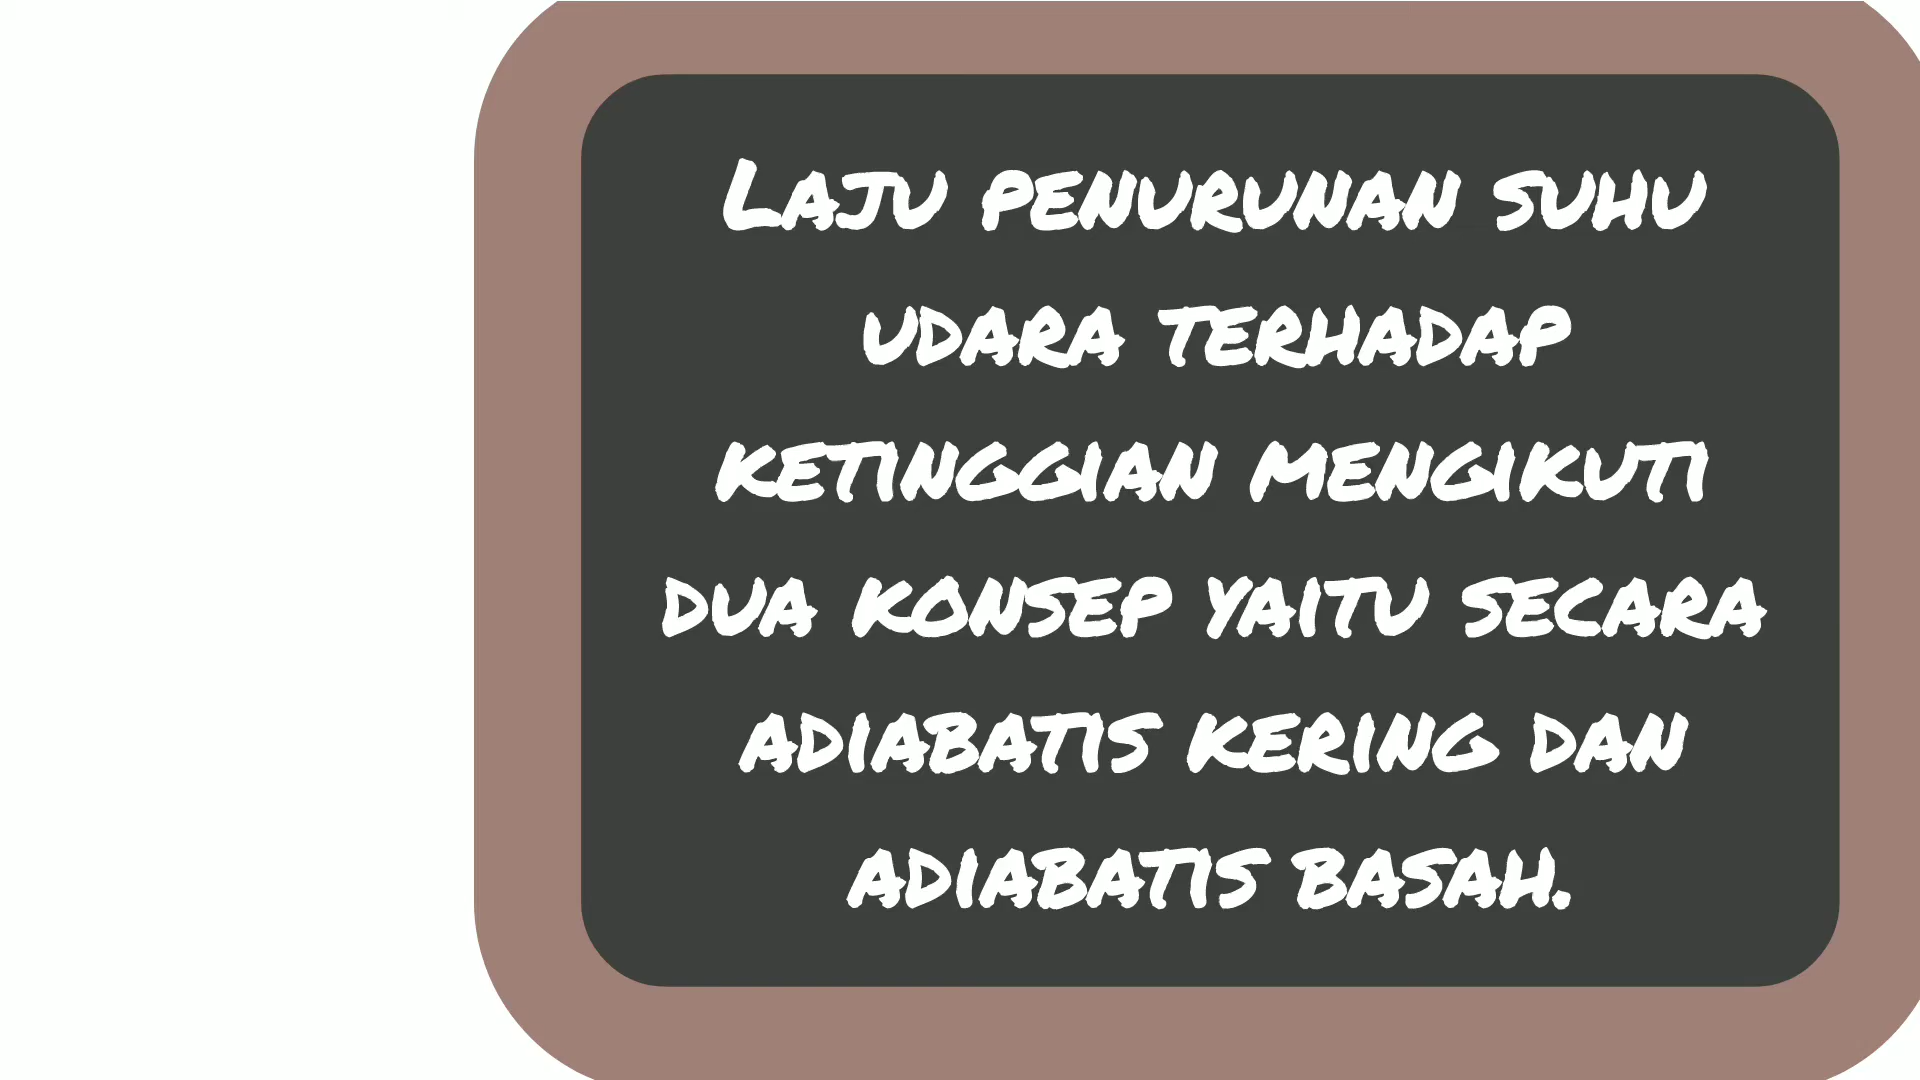 Laju penurunan suhu
udara terhadap
ketinggian mengikuti
dua konsep yaitu secara
adiabatis kering dan
adiabatis basah.